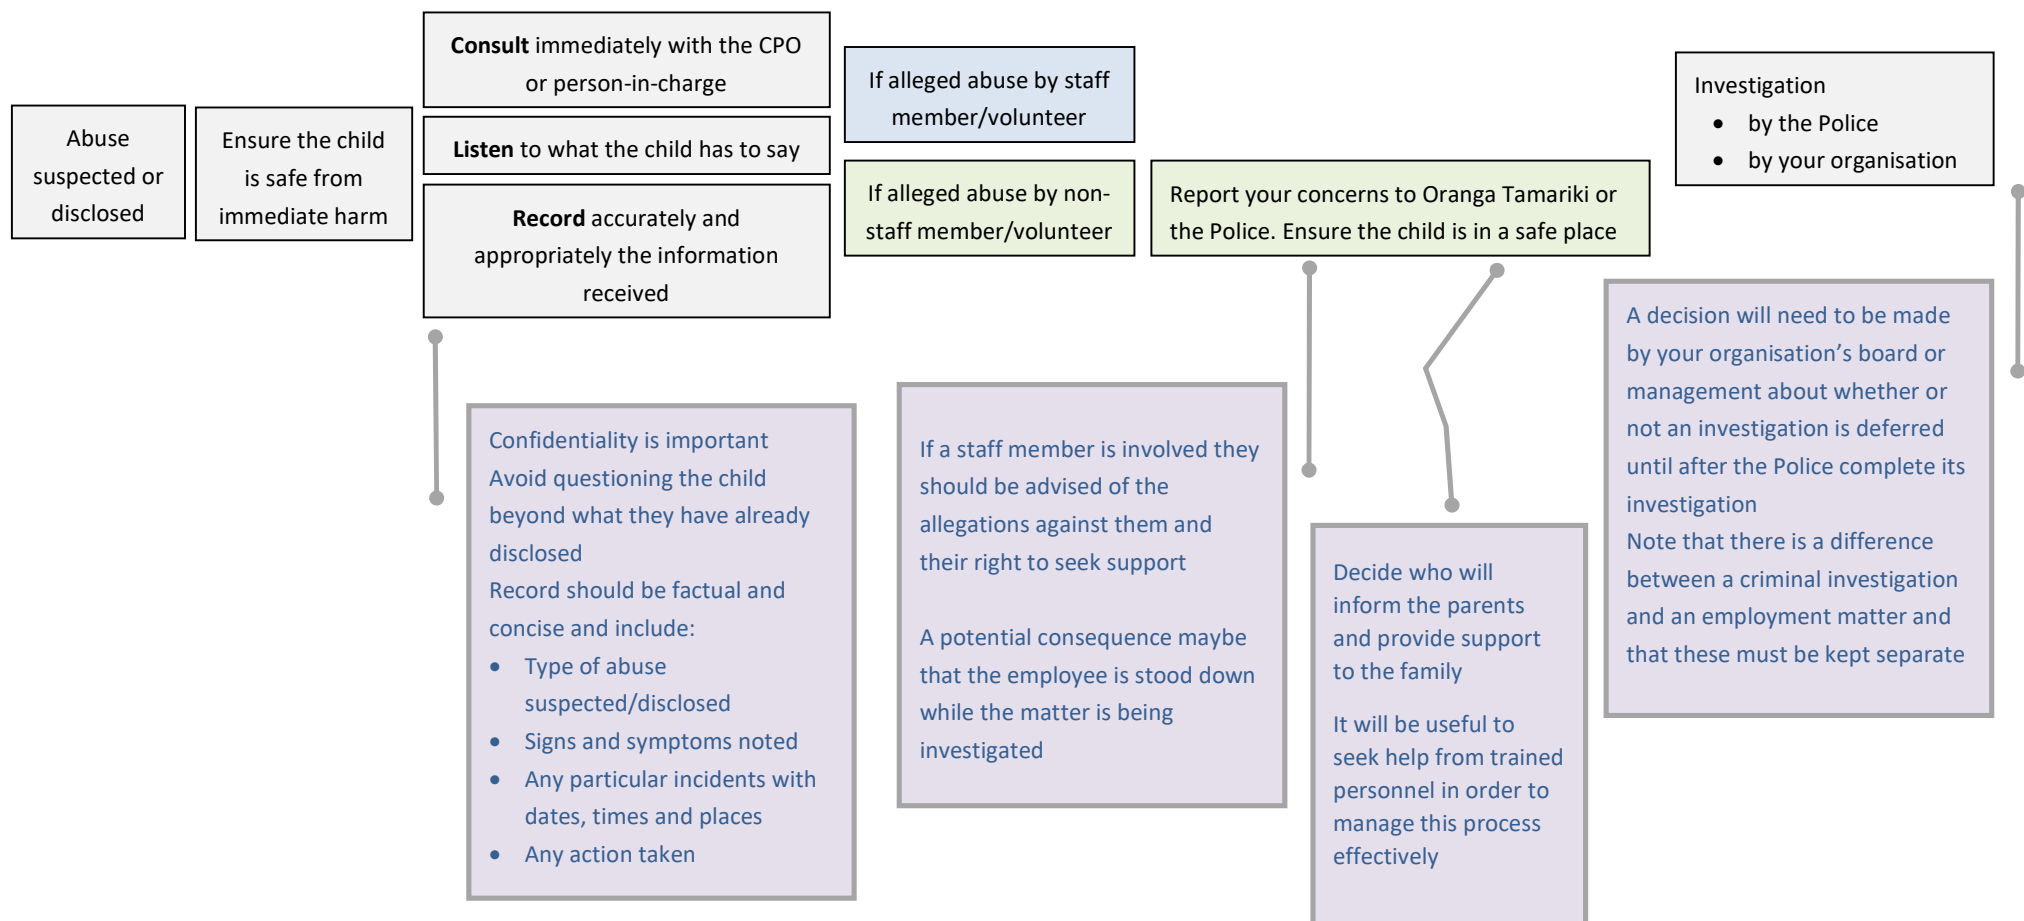 Abuse
suspected or
disclosed
Ensure the child
is safe from
immediate harm
Consult immediately with the CPO
or person-in-charge
Listen to what the child has to say
Record accurately and
appropriately the information
received
If alleged abuse by staff
member/volunteer
If alleged abuse by non-
staff member/volunteer
Report your concerns to Oranga Tamariki or
the Police. Ensure the child is in a safe place
Investigation
• by the Police
• by your organisation
Confidentiality is important
Avoid questioning the child
beyond what they have already
disclosed
Record should be factual and
concise and include:
• Type of abuse
suspected/disclosed
• Signs and symptoms noted
• Any particular incidents with
dates, times and places
• Any action taken
If a staff member is involved they
should be advised of the
allegations against them and
their right to seek support
A potential consequence maybe
that the employee is stood down
while the matter is being
investigated
Decide who will
inform the parents
and provide support
to the family
It will be useful to
seek help from trained
personnel in order to
manage this process
effectively
A decision will need to be made
by your organisation’s board or
management about whether or
not an investigation is deferred
until after the Police complete its
investigation
Note that there is a difference
between a criminal investigation
and an employment matter and
that these must be kept separate